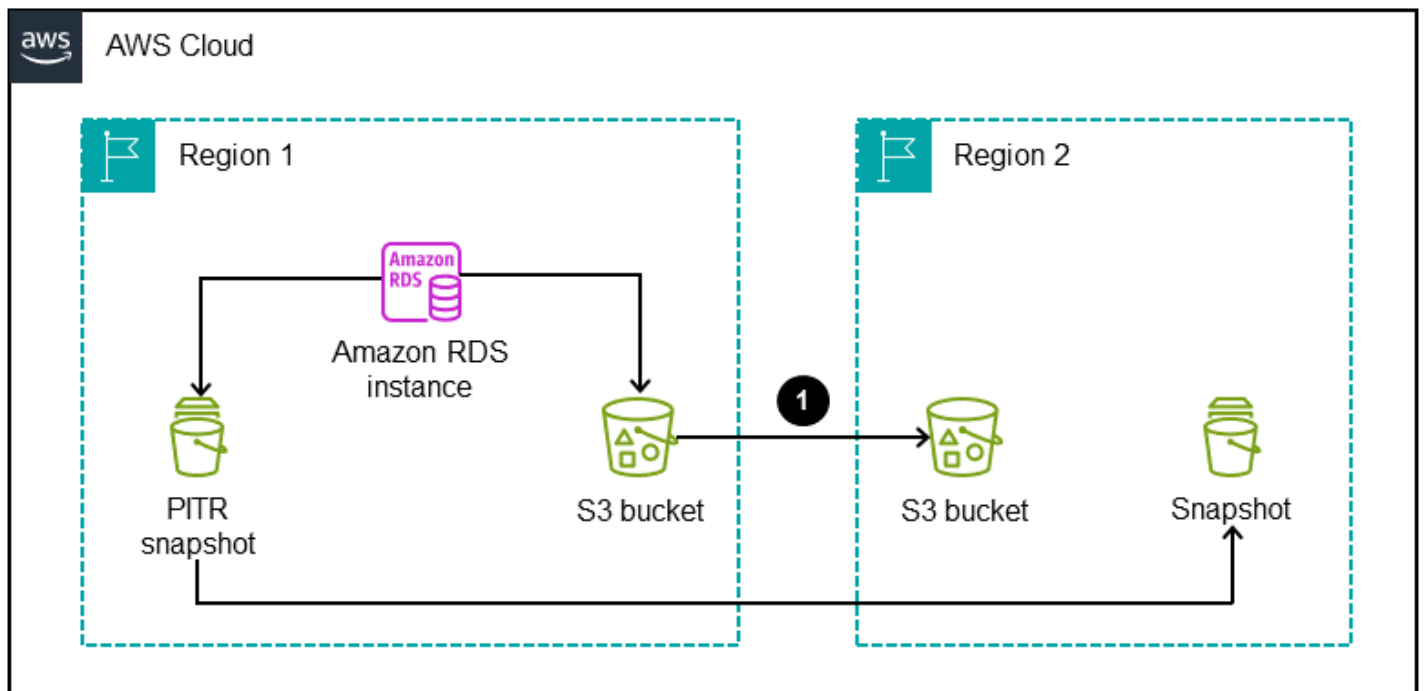 aws
AWS Cloud
Region 1
Region 2
Amazon
RDS
Amazon RDS
instance
1
PITR
snapshot
S3 bucket
S3 bucket
Snapshot